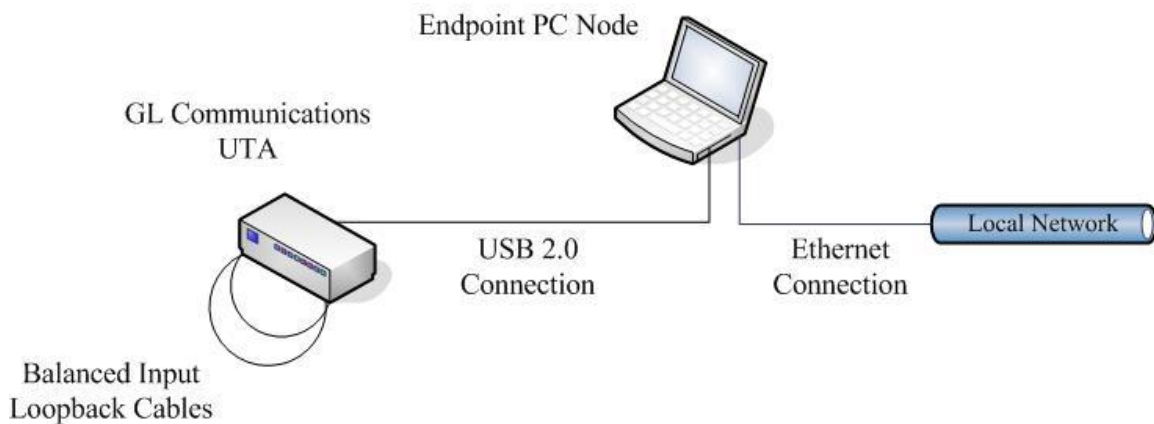 Endpoint PC Node
GL Communications
UTA
Local Network
USB 2.0
Connection
Ethernet
Connection
Balanced Input
Loopback Cables